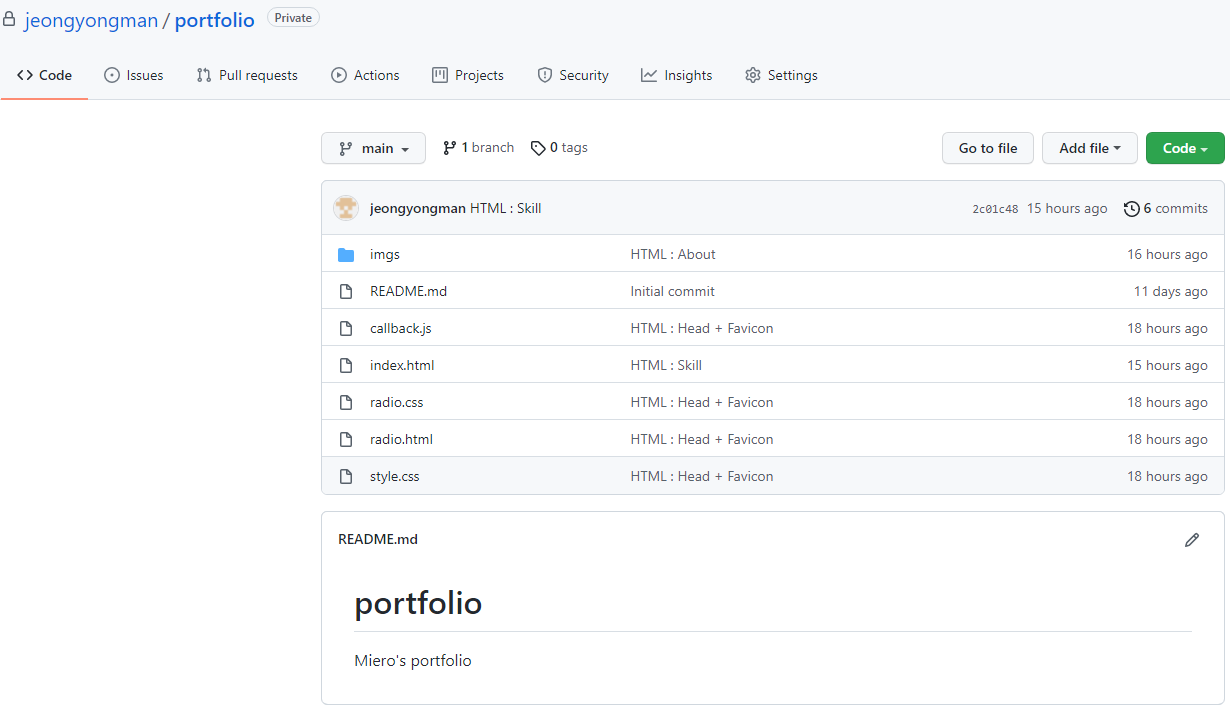 jeongyongman / portfolio Private
Code Issues Pull requests Actions Projects Security Insights Settings
main 1 branch 0 tags Go to file Add file Code
jeongyongman HTML : Skill 2c01c48 15 hours ago 6 commits
imgs HTML : About 16 hours ago
README.md Initial commit 11 days ago
callback.js HTML : Head + Favicon 18 hours ago
index.html HTML : Skill 15 hours ago
radio.css HTML : Head + Favicon 18 hours ago
radio.html HTML : Head + Favicon 18 hours ago
style.css HTML : Head + Favicon 18 hours ago
README.md
portfolio
Miero's portfolio